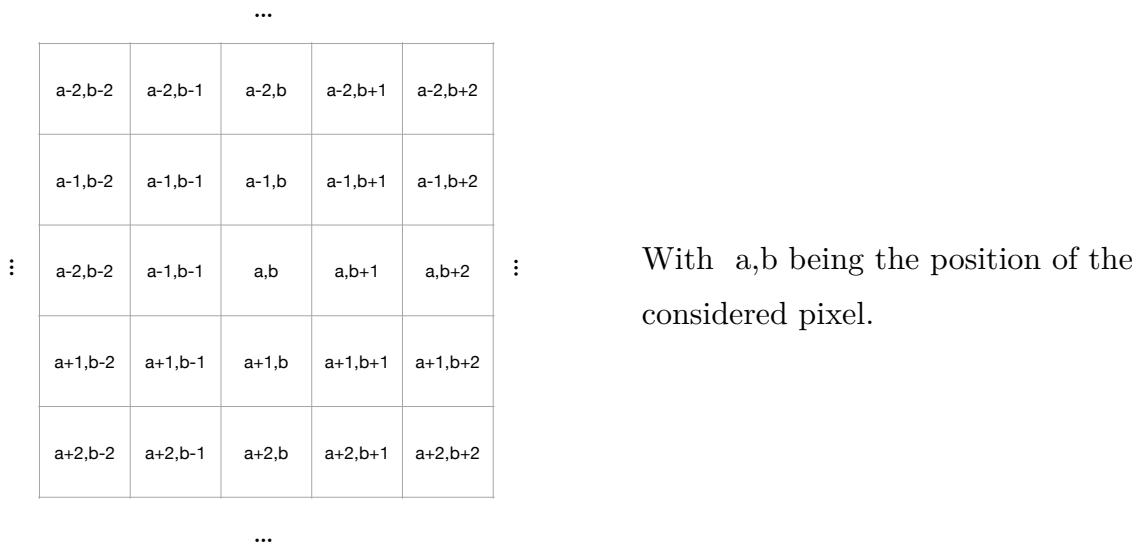 ...
a-2,b-2 a-2,b-1 a-2,b a-2,b+1 a-2,b+2
a-1,b-2 a-1,b-1 a-1,b a-1,b+1 a-1,b+2
... a-2,b-2 a-1,b-1 a,b a,b+1 a,b+2 ...
a+1,b-2 a+1,b-1 a+1,b a+1,b+1 a+1,b+2
a+2,b-2 a+2,b-1 a+2,b a+2,b+1 a+2,b+2
...
With a,b being the position of the
considered pixel.